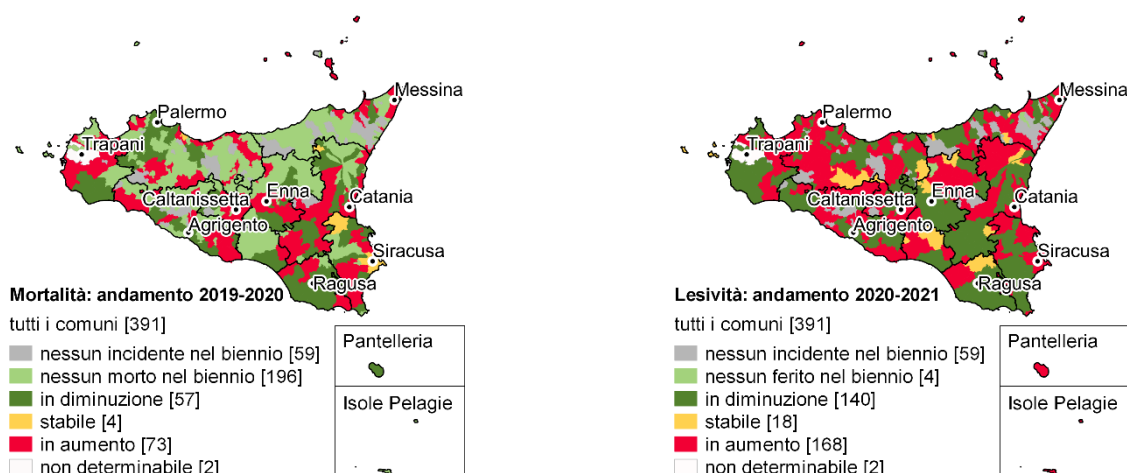 Messina
Palermo
Trapani
Enna
Caltanissetta
Catania
Agrigento
Siracusa
Ragusa
Mortalità: andamento 2019-2020
tutti i comuni [391]
nessun incidente nel biennio [59]
nessun morto nel biennio [196]
in diminuzione [57]
stabile [4]
in aumento [73]
non determinabile [2]
Pantelleria
Isole Pelagie
Messina
Palermo
Trapani
Enna
Caltanissetta
Catania
Agrigento
Siracusa
Ragusa
Lesività: andamento 2020-2021
tutti i comuni [391]
nessun incidente nel biennio [59]
nessun ferito nel biennio [4]
in diminuzione [140]
stabile [18]
in aumento [168]
non determinabile [2]
Pantelleria
Isole Pelagie